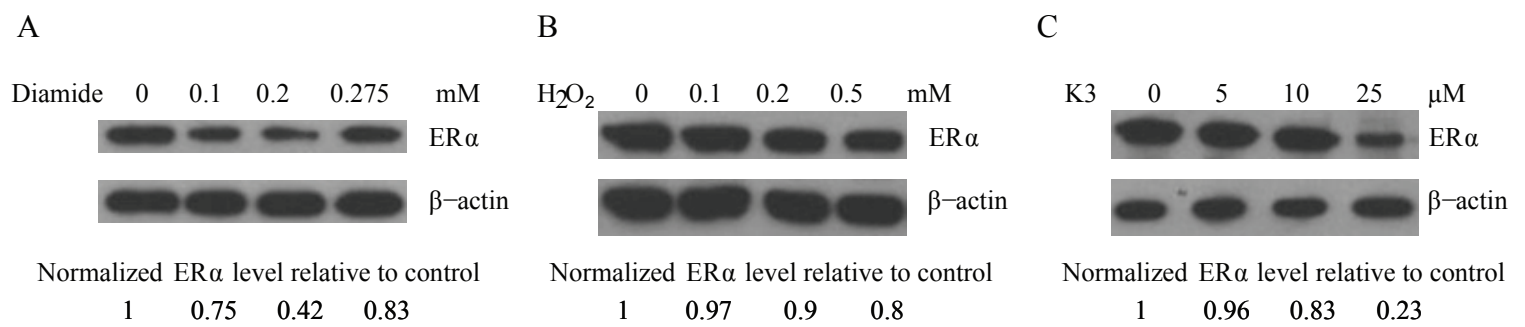 A
Diamide 0 0.1 0.2 0.275 mM
ERα
β−actin
Normalized ERα level relative to control
1 0.75 0.42 0.83
B
H2O2 0 0.1 0.2 0.5 mM
ERα
β−actin
Normalized ERα level relative to control
1 0.97 0.9 0.8
C
K3 0 5 10 25 μM
ERα
β−actin
Normalized ERα level relative to control
1 0.96 0.83 0.23